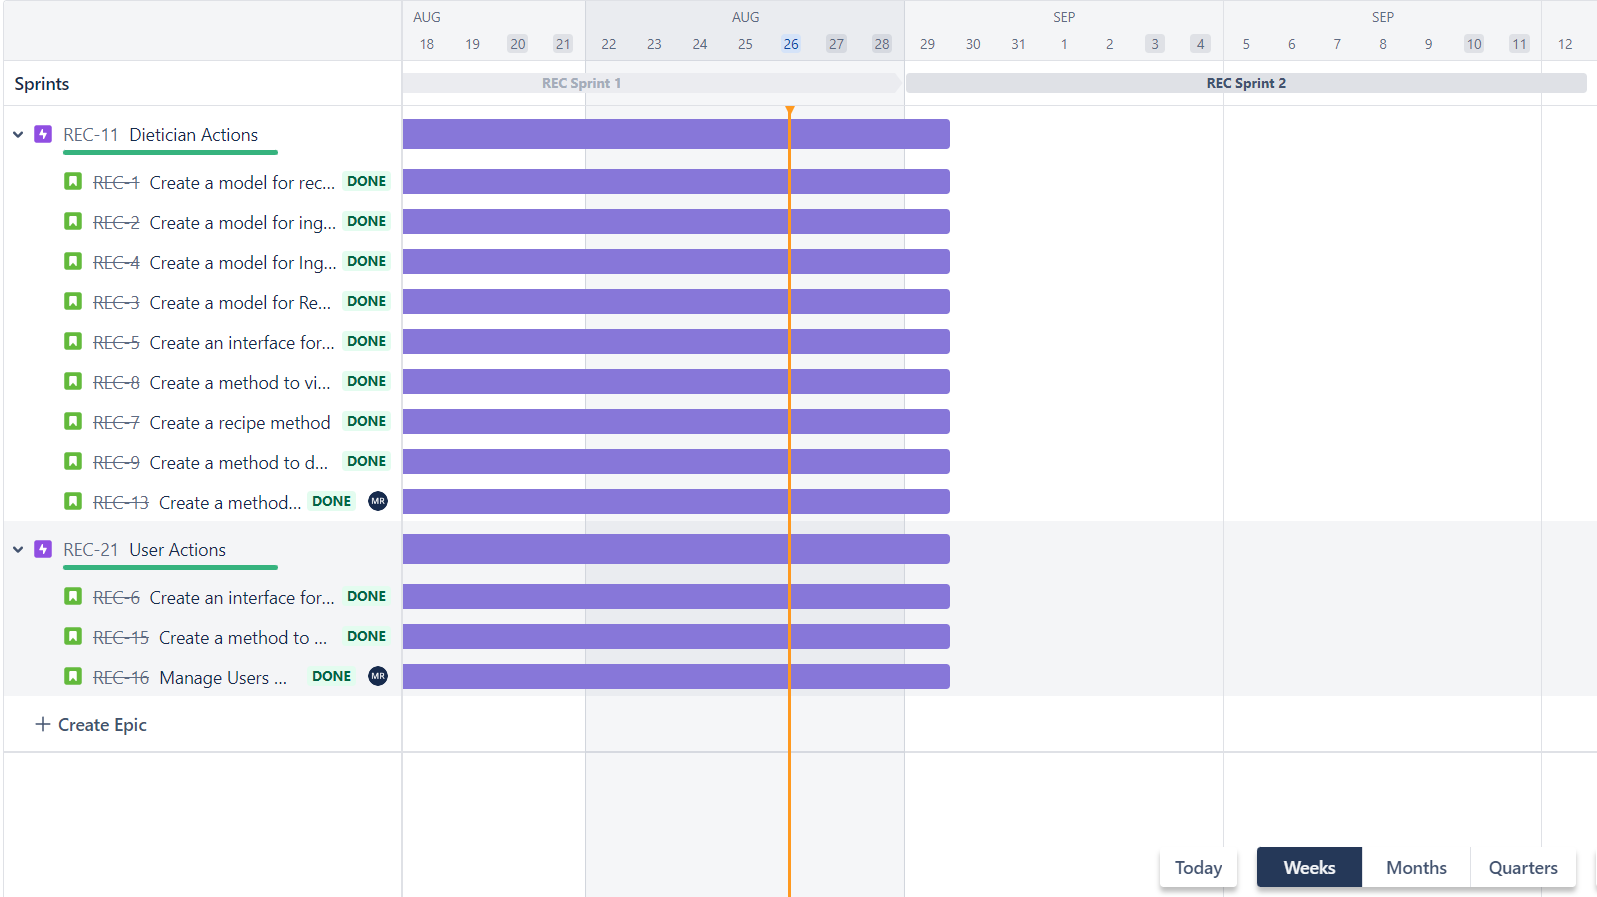 AUG AUG SEP SEP
18 19 20 21 22 23 24 25 26 27 28 29 30 31 1 2 3 4 5 6 7 8 9 10 11 12
Sprints REC Sprint 1 REC Sprint 2
REC-11 Dietician Actions
REC-1 Create a model for rec... DONE
REC-2 Create a model for ing... DONE
REC-4 Create a model for Ing... DONE
REC-3 Create a model for Re... DONE
REC-5 Create an interface for... DONE
REC-8 Create a method to vi... DONE
REC-7 Create a recipe method DONE
REC-9 Create a method to d... DONE
REC-13 Create a method... DONE MR
REC-21 User Actions
REC-6 Create an interface for... DONE
REC-15 Create a method to ... DONE
REC-16 Manage Users ... DONE MR
+ Create Epic
Today Weeks Months Quarters